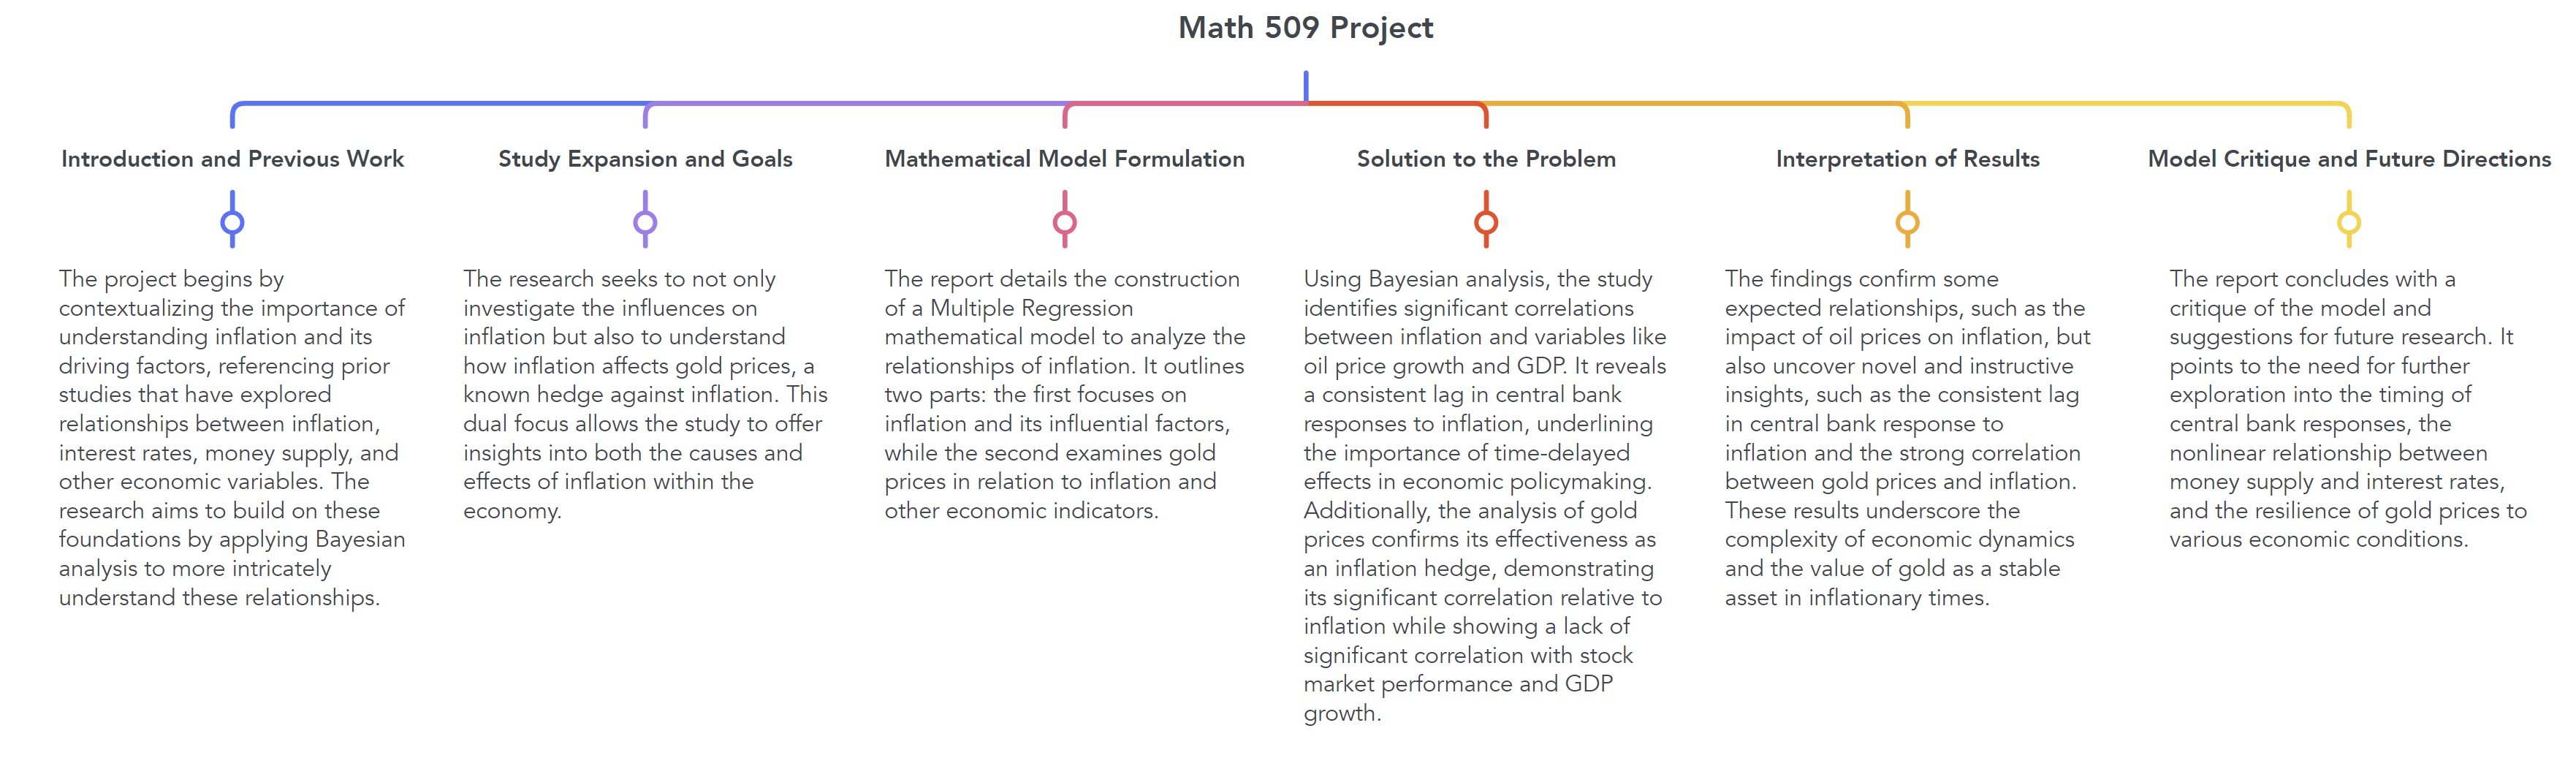 Math 509 Project
Introduction and Previous Work
The project begins by
contextualizing the importance of
understanding inflation and its
driving factors, referencing prior
studies that have explored
relationships between inflation,
interest rates, money supply, and
other economic variables. The
research aims to build on these
foundations by applying Bayesian
analysis to more intricately
understand these relationships.
Study Expansion and Goals
The research seeks to not only
investigate the influences on
inflation but also to understand
how inflation affects gold prices, a
known hedge against inflation. This
dual focus allows the study to offer
insights into both the causes and
effects of inflation within the
economy.
Mathematical Model Formulation
The report details the construction
of a Multiple Regression
mathematical model to analyze the
relationships of inflation. It outlines
two parts: the first focuses on
inflation and its influential factors,
while the second examines gold
prices in relation to inflation and
other economic indicators.
Solution to the Problem
Using Bayesian analysis, the study
identifies significant correlations
between inflation and variables like
oil price growth and GDP. It reveals
a consistent lag in central bank
responses to inflation, underlining
the importance of time-delayed
effects in economic policymaking.
Additionally, the analysis of gold
prices confirms its effectiveness as
an inflation hedge, demonstrating
its significant correlation relative to
inflation while showing a lack of
significant correlation with stock
market performance and GDP
growth.
Interpretation of Results
The findings confirm some
expected relationships, such as the
impact of oil prices on inflation, but
also uncover novel and instructive
insights, such as the consistent lag
in central bank response to
inflation and the strong correlation
between gold prices and inflation.
These results underscore the
complexity of economic dynamics
and the value of gold as a stable
asset in inflationary times.
Model Critique and Future Directions
The report concludes with a
critique of the model and
suggestions for future research. It
points to the need for further
exploration into the timing of
central bank responses, the
nonlinear relationship between
money supply and interest rates,
and the resilience of gold prices to
various economic conditions.